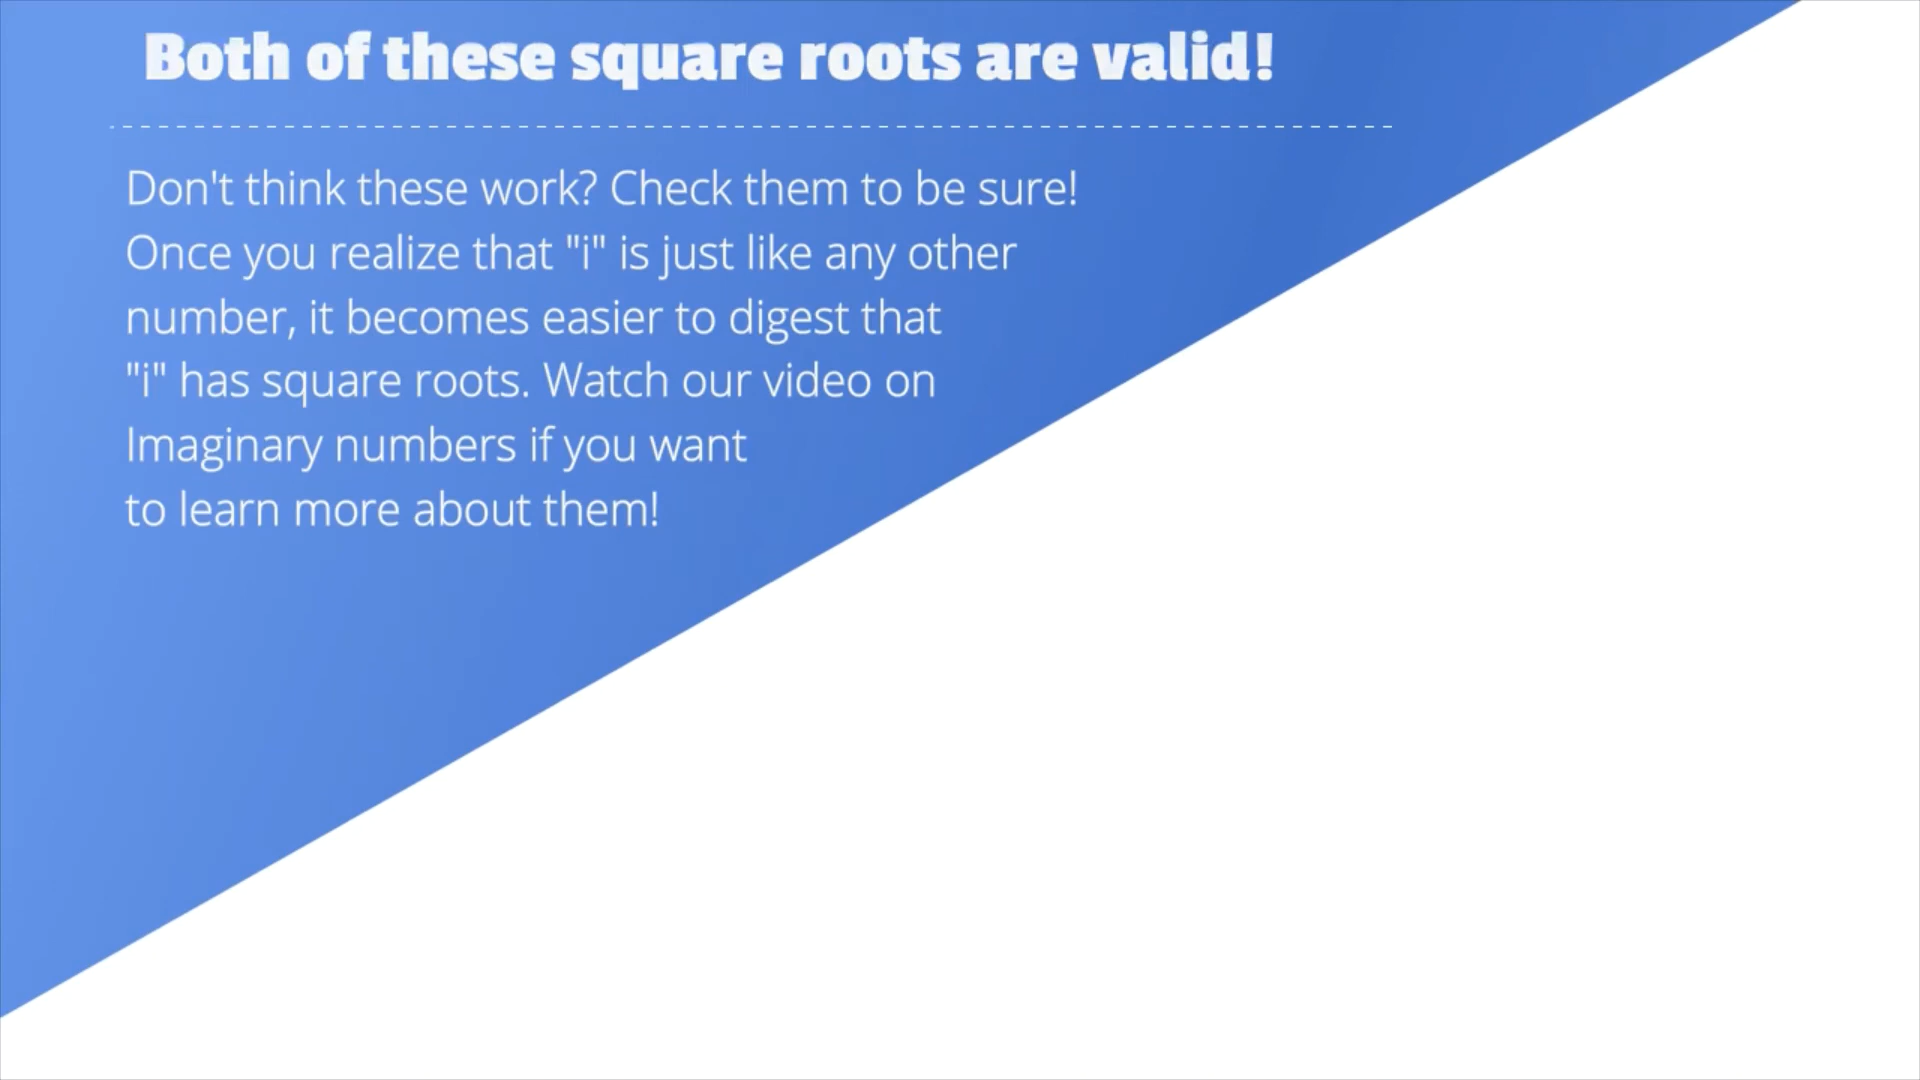 Both of these square roots are valid!
Don't think these work? Check them to be sure!
Once you realize that "i" is just like any other
number, it becomes easier to digest that
"i" has square roots. Watch our video on
Imaginary numbers if you want
to learn more about them!